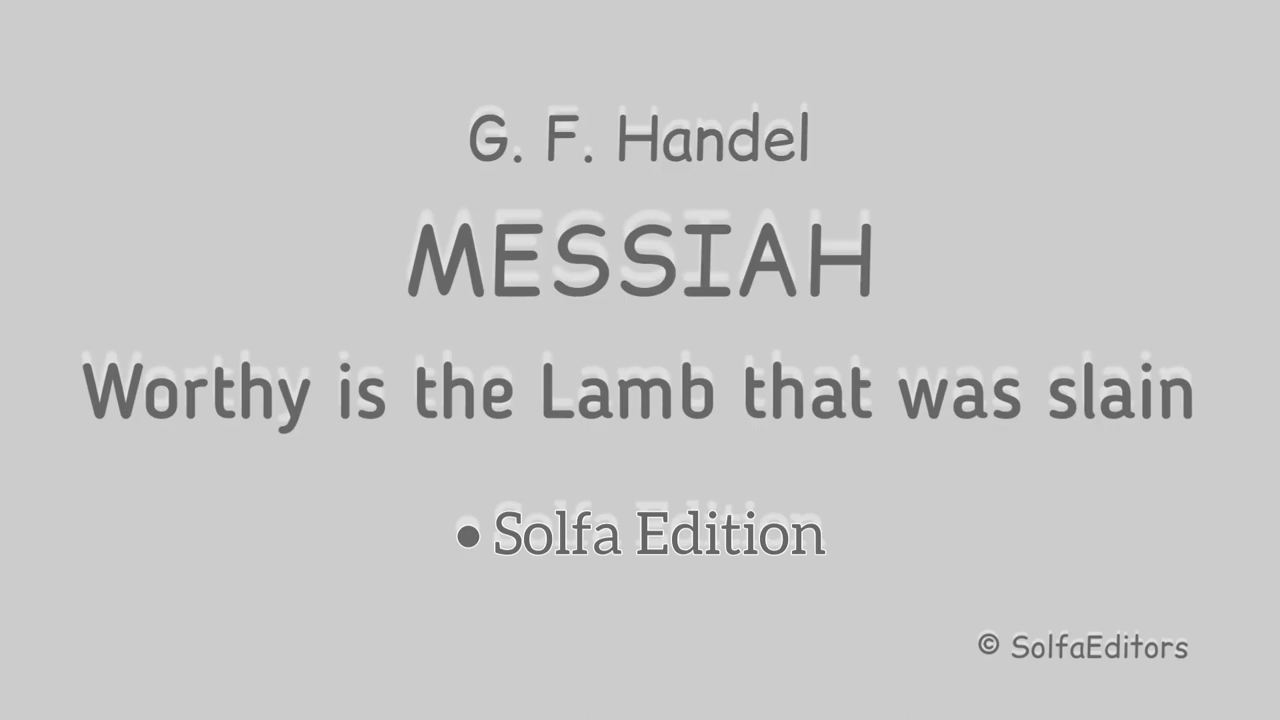 G. F. Handel
MESSIAH
Worthy is the Lamb that was slain
• Solfa Edition
© SolfaEditors